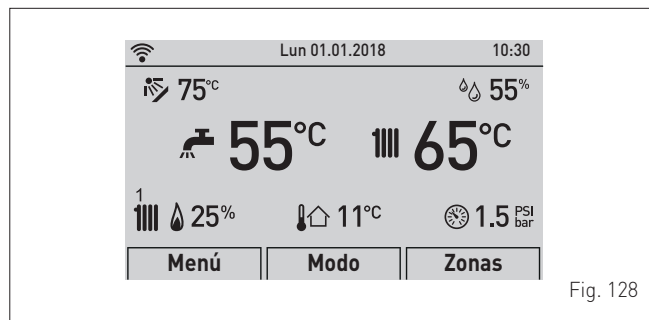 Lun 01.01.2018 10:30
75°C 55%
55°C 65°C
1
25% 11°C 1.5 PSI bar
Menú Modo Zonas
Fig. 128